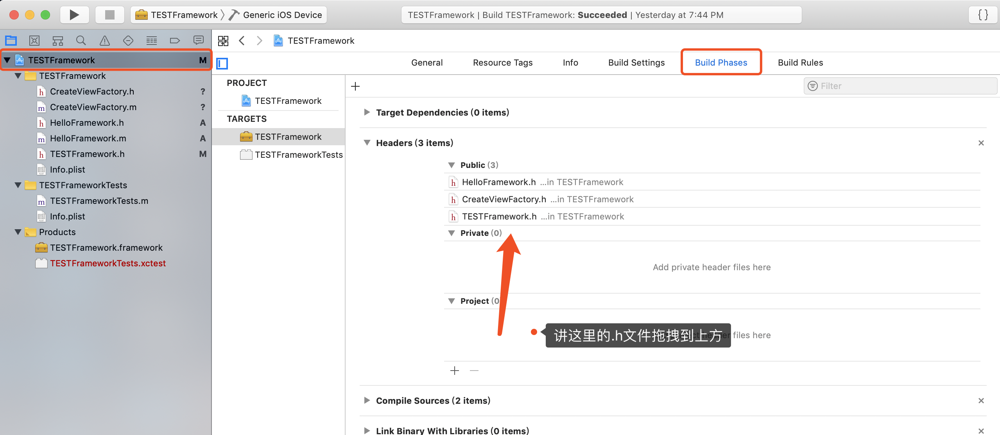 TESTFramework 〉 Generic iOS Device
TESTFramework | Build TESTFramework: Succeeded | Yesterday at 7:44 PM
{ }
TESTFramework M
TESTFramework
CreateViewFactory.h ?
CreateViewFactory.m ?
HelloFramework.h A
HelloFramework.m A
TESTFramework.h M
Info.plist
TESTFrameworkTests
TESTFrameworkTests.m
Info.plist
Products
TESTFramework.framework
TESTFrameworkTests.xctest
TESTFramework
General Resource Tags Info Build Settings Build Phases Build Rules
PROJECT
TESTFramework
TARGETS
TESTFramework
TESTFrameworkTests
Filter
Target Dependencies (0 items)
Headers (3 items)
Public (3)
HelloFramework.h ...in TESTFramework
CreateViewFactory.h ...in TESTFramework
TESTFramework.h ...in TESTFramework
Private (0)
Add private header files here
Project (0
讲这里的.h文件拖拽到上方
files here
Compile Sources (2 items)
Link Binary With Libraries (0 items)